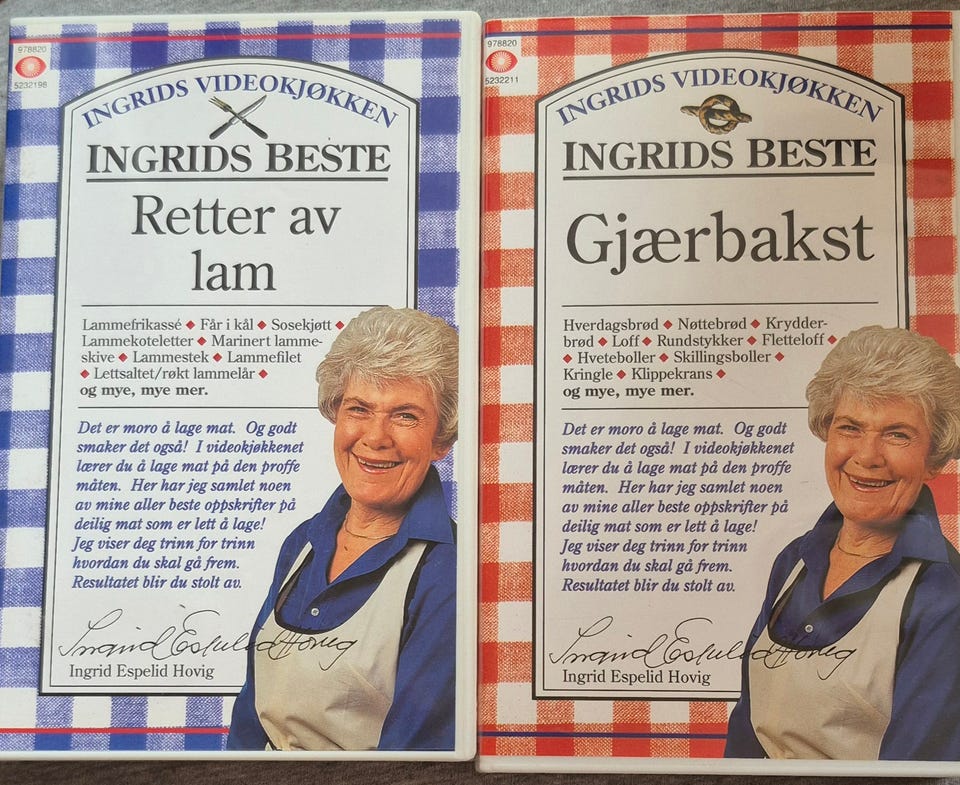 978820
5232198
INGRIDS VIDEOKJØKKEN
INGRIDS BESTE
Retter av
lam
Lammefrikassé ◆ Får i kål ◆ Sosekjøtt ◆
Lammekoteletter ◆ Marinert lamme-
skive ◆ Lammestek ◆ Lammefilet
◆ Lettsaltet/røkt lammelår ◆
og mye, mye mer.
Det er moro å lage mat. Og godt
smaker det også! I videokjøkkenet
lærer du å lage mat på den proffe
måten. Her har jeg samlet noen
av mine aller beste oppskrifter på
deilig mat som er lett å lage!
Jeg viser deg trinn for trinn
hvordan du skal gå frem.
Resultatet blir du stolt av.
Ingrid Espelid Hovig
Ingrid Espelid Hovig
978820
5232211
INGRIDS VIDEOKJØKKEN
INGRIDS BESTE
Gjærbakst
Hverdagsbrød ◆ Nøttebrød ◆ Krydder-
brød ◆ Loff ◆ Rundstykker ◆ Fletteloff ◆
◆ Hveteboller ◆ Skillingsboller ◆
Kringle ◆ Klippekrans ◆
og mye, mye mer.
Det er moro å lage mat. Og godt
smaker det også! I videokjøkkenet
lærer du å lage mat på den proffe
måten. Her har jeg samlet noen
av mine aller beste oppskrifter på
deilig mat som er lett å lage!
Jeg viser deg trinn for trinn
hvordan du skal gå frem.
Resultatet blir du stolt av.
Ingrid Espelid Hovig
Ingrid Espelid Hovig